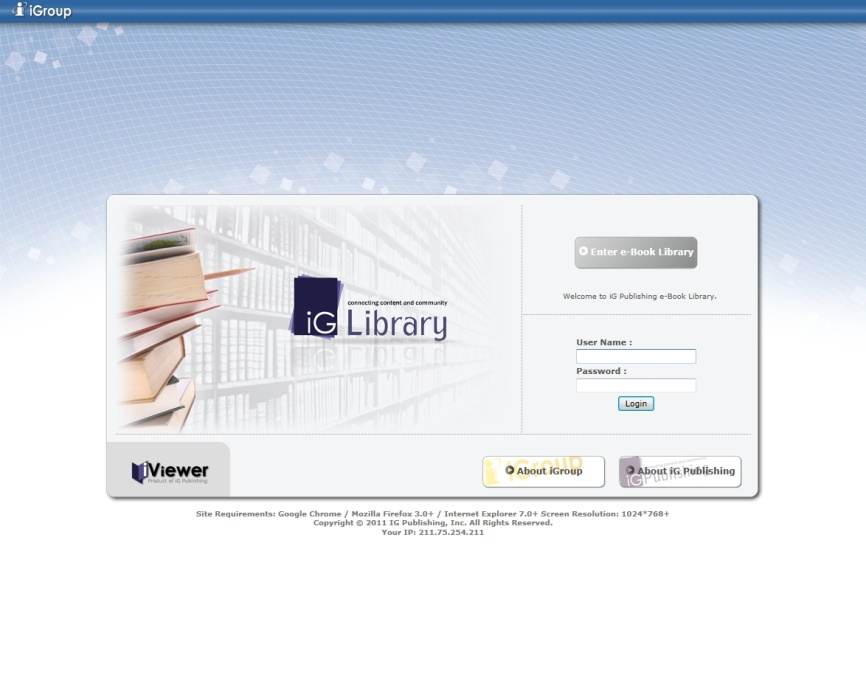 iGroup
Enter e-Book Library
Welcome to iG Publishing e-Book Library.
connecting content and community
iG Library
User Name :
Password :
Login
iViewer
Product of iG Publishing
iGroup
About iGroup
iG Publishing
About iG Publishing
Site Requirements: Google Chrome / Mozilla Firefox 3.0+ / Internet Explorer 7.0+ Screen Resolution: 1024*768+
Copyright © 2011 IG Publishing, Inc. All Rights Reserved.
Your IP: 211.75.254.211